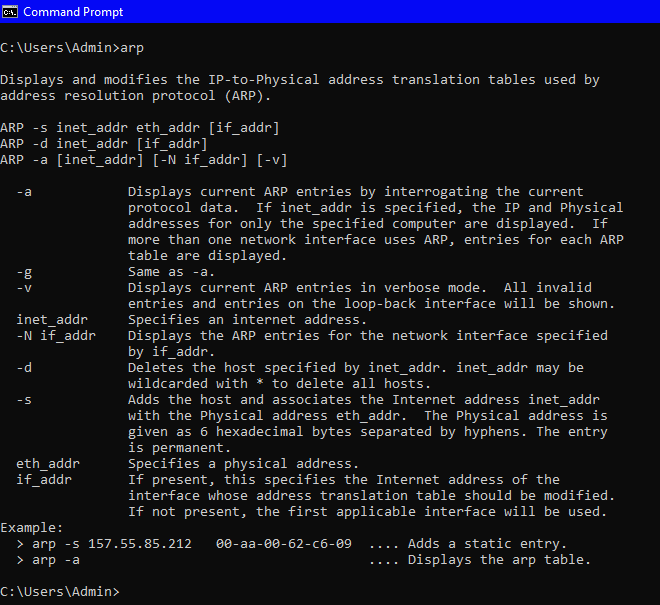 Command Prompt
C:\Users\Admin>arp
Displays and modifies the IP-to-Physical address translation tables used by
address resolution protocol (ARP).
ARP -s inet_addr eth_addr [if_addr]
ARP -d inet_addr [if_addr]
ARP -a [inet_addr] [-N if_addr] [-v]
-a Displays current ARP entries by interrogating the current
protocol data.  If inet_addr is specified, the IP and Physical
addresses for only the specified computer are displayed.  If
more than one network interface uses ARP, entries for each ARP
table are displayed.
-g Same as -a.
-v Displays current ARP entries in verbose mode.  All invalid
entries and entries on the loop-back interface will be shown.
inet_addr Specifies an internet address.
-N if_addr Displays the ARP entries for the network interface specified
by if_addr.
-d Deletes the host specified by inet_addr. inet_addr may be
wildcarded with * to delete all hosts.
-s Adds the host and associates the Internet address inet_addr
with the Physical address eth_addr.  The Physical address is
given as 6 hexadecimal bytes separated by hyphens. The entry
is permanent.
eth_addr Specifies a physical address.
if_addr If present, this specifies the Internet address of the
interface whose address translation table should be modified.
If not present, the first applicable interface will be used.
Example:
> arp -s 157.55.85.212   00-aa-00-62-c6-09  .... Adds a static entry.
> arp -a                                    .... Displays the arp table.
C:\Users\Admin>